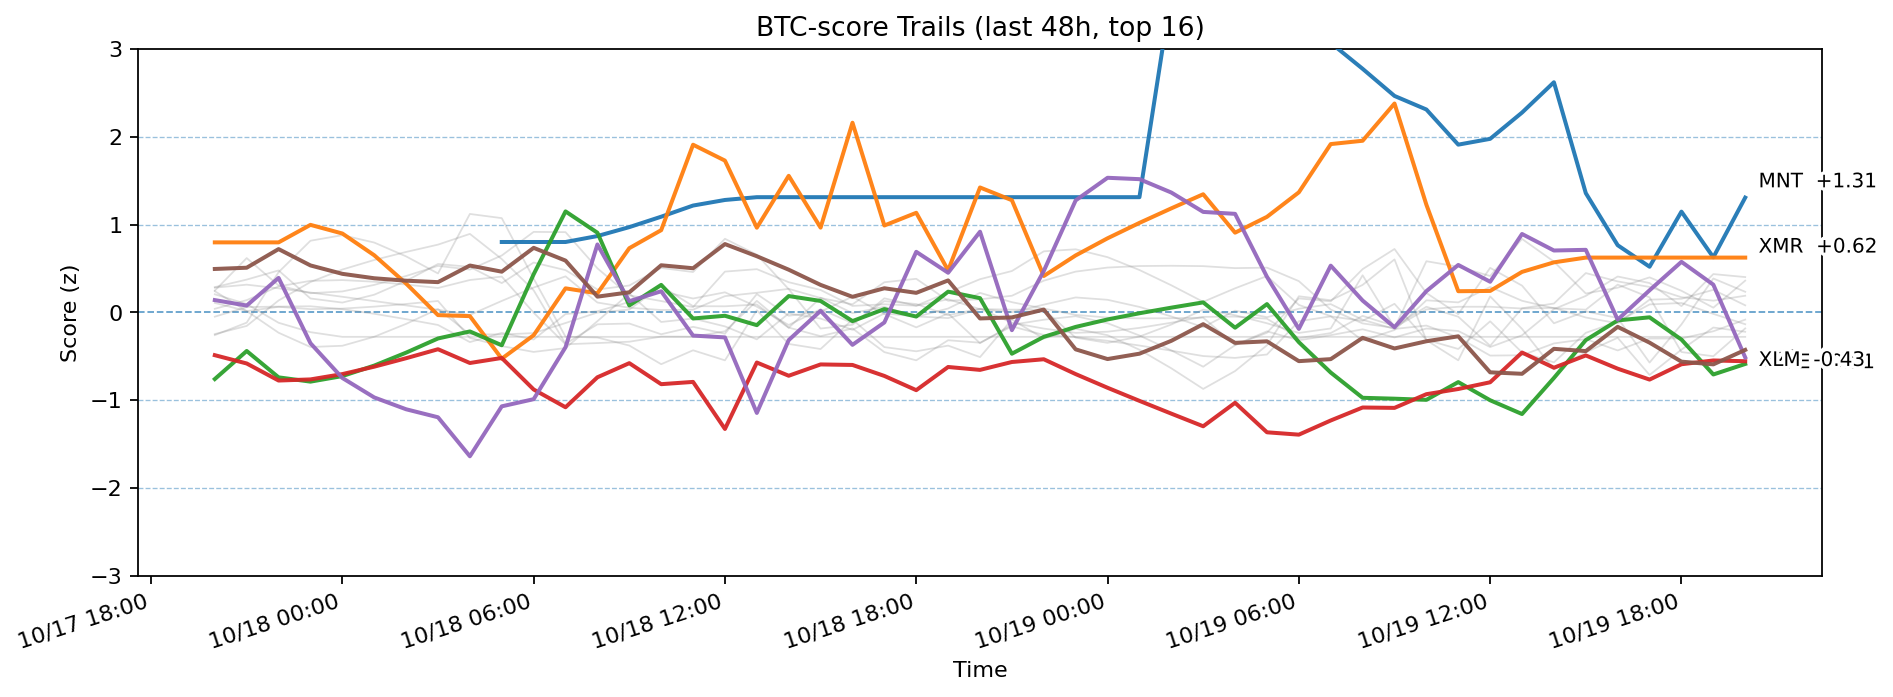 BTC-score Trails (last 48h, top 16)
Score (z)
3
2
1
0
−1
−2
−3
MNT +1.31
XMR +0.62
XLM -0.43
10/17 18:00
10/18 00:00
10/18 06:00
10/18 12:00
10/18 18:00
10/19 00:00
10/19 06:00
10/19 12:00
10/19 18:00
Time